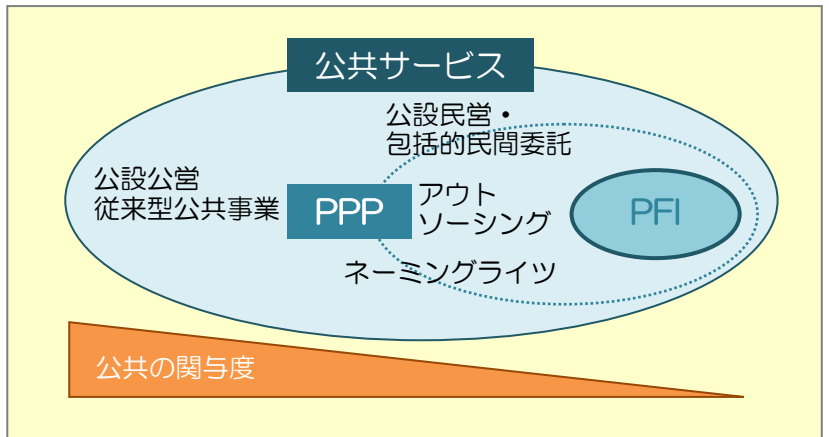 公共サービス
公設民営・
包括的民間委託
公設公営
従来型公共事業
PPP
アウト
ソーシング
PFI
ネーミングライツ
公共の関与度